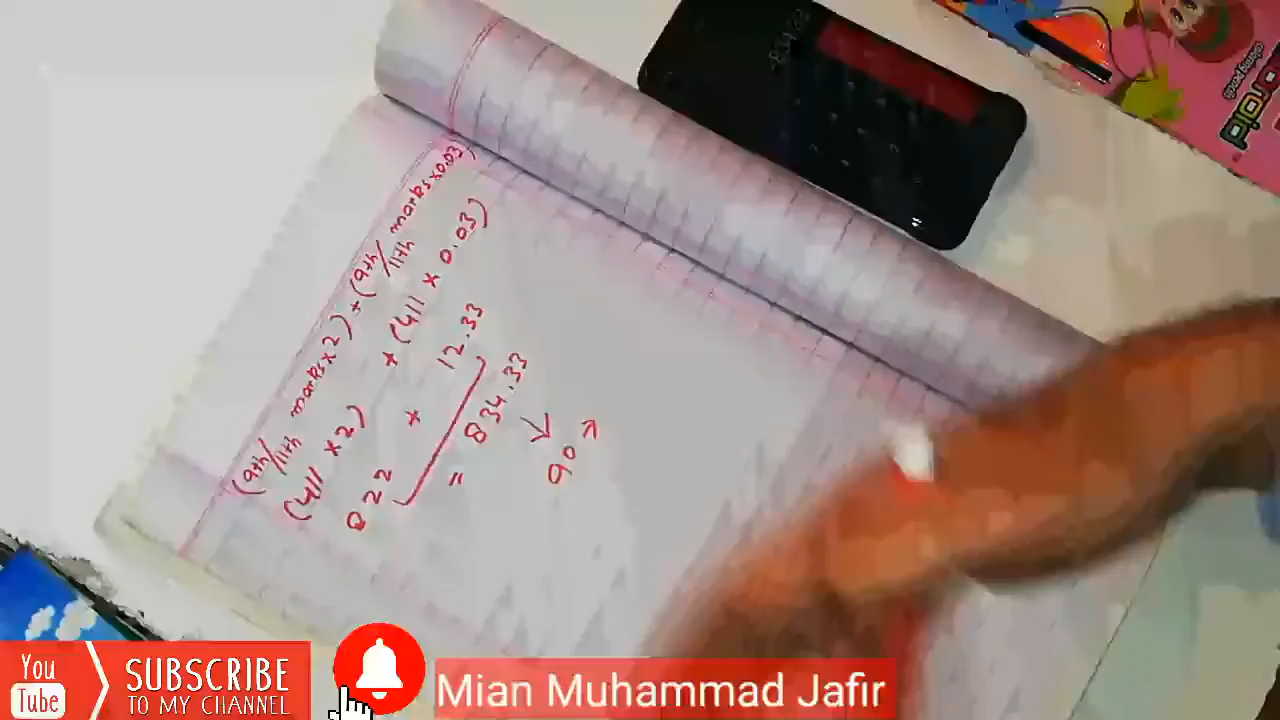 (9th/11th marks×2) + (9th/11th marks×0.03)
(411 ×2) + (411 × 0.03)
822 + 12.33
= 834.33
90
You Tube
SUBSCRIBE
TO MY CHANNEL
Mian Muhammad Jafir